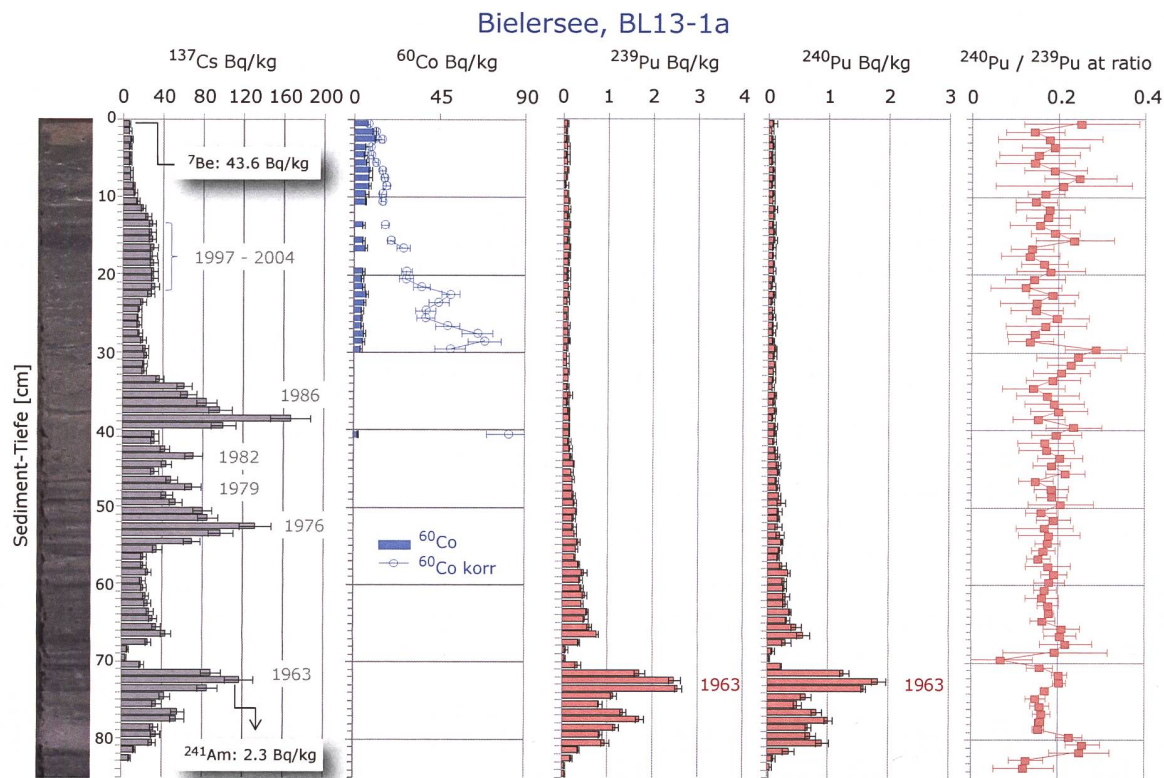 Bielersee, BL13-1a
137Cs Bq/kg
60Co Bq/kg
239Pu Bq/kg
240Pu Bq/kg
240Pu / 239Pu at ratio
0 40 80 120 160 200
0 45 90
0 1 2 3 4
0 1 2 3
0 0.2 0.4
Sediment-Tiefe [cm]
0
10
20
30
40
50
60
70
80
7Be: 43.6 Bq/kg
1997 - 2004
1986
1982
1979
1976
1963
241Am: 2.3 Bq/kg
60Co
60Co korr
1963
1963